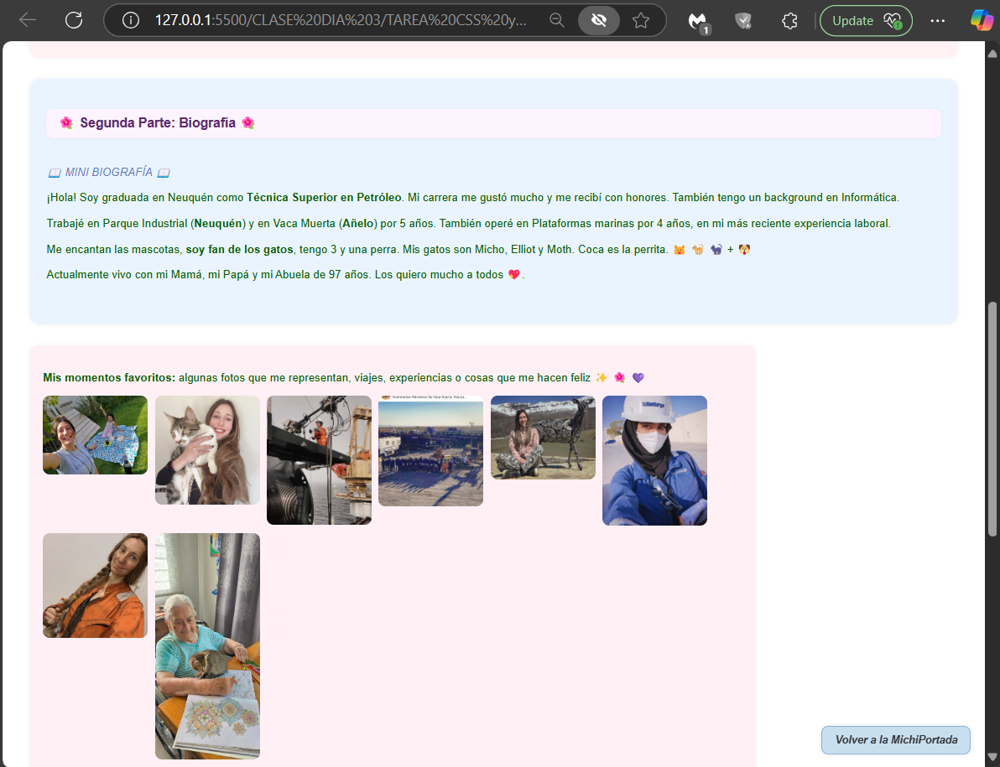 127.0.0.1:5500/CLASE%20DIA%203/TAREA%20CSS%20y...
1
Update
🌺 Segunda Parte: Biografía 🌺
📖 MINI BIOGRAFÍA 📖
¡Hola! Soy graduada en Neuquén como Técnica Superior en Petróleo. Mi carrera me gustó mucho y me recibí con honores. También tengo un background en Informática.
Trabajé en Parque Industrial (Neuquén) y en Vaca Muerta (Añelo) por 5 años. También operé en Plataformas marinas por 4 años, en mi más reciente experiencia laboral.
Me encantan las mascotas, soy fan de los gatos, tengo 3 y una perra. Mis gatos son Micho, Elliot y Moth. Coca es la perrita. 🐱 🐈 🐈‍⬛ + 🐶
Actualmente vivo con mi Mamá, mi Papá y mi Abuela de 97 años. Los quiero mucho a todos 💖.
Mis momentos favoritos: algunas fotos que me representan, viajes, experiencias o cosas que me hacen feliz ✨ 🌺 💜
Yacimientos Petroleros De Vaca Muerta,
Schlumberger
Volver a la MichiPortada